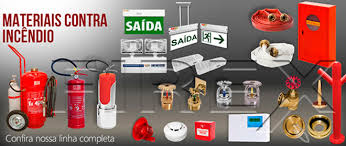 MATERIAIS CONTRA
INCÊNDIO
SAÍDA
SAÍDA
Confira nossa linha completa